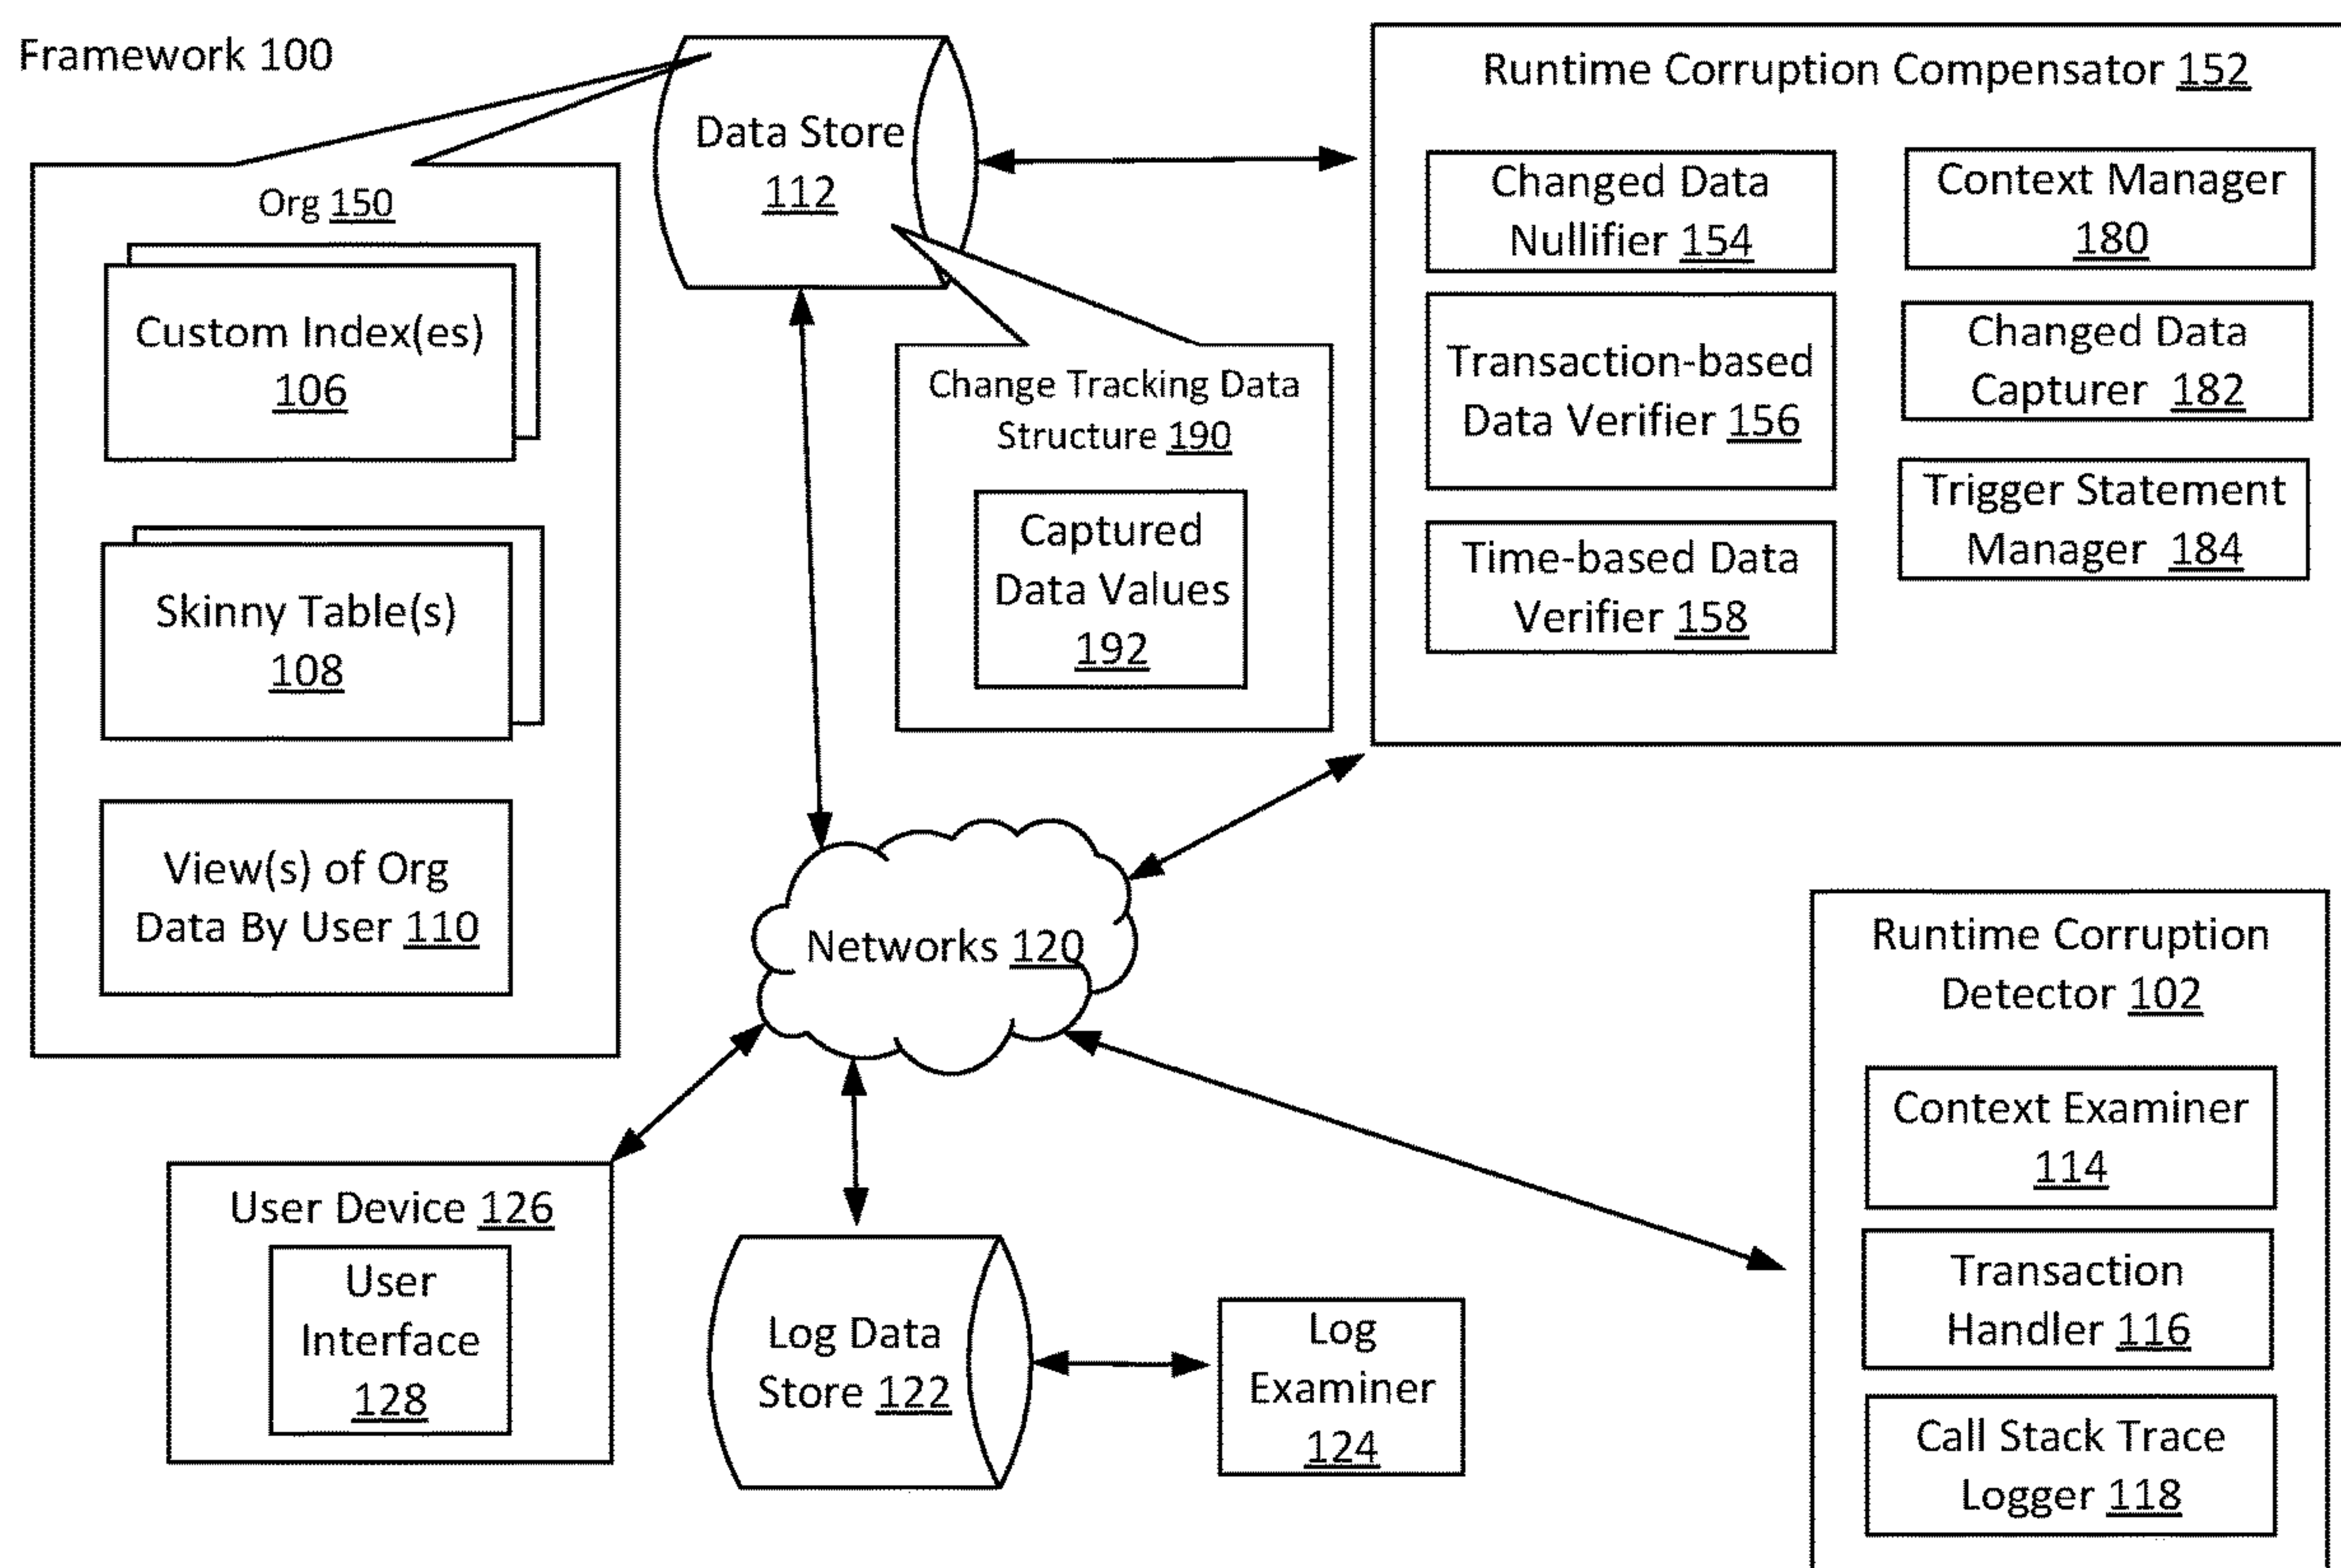 Framework 100
Data Store
112
Runtime Corruption Compensator 152
Changed Data
Nullifier 154
Context Manager
180
Transaction-based
Data Verifier 156
Changed Data
Capturer 182
Time-based Data
Verifier 158
Trigger Statement
Manager 184
Org 150
Custom Index(es)
106
Skinny Table(s)
108
View(s) of Org
Data By User 110
Change Tracking Data
Structure 190
Captured
Data Values
192
Networks 120
Runtime Corruption
Detector 102
Context Examiner
114
Transaction
Handler 116
Call Stack Trace
Logger 118
User Device 126
User
Interface
128
Log Data
Store 122
Log
Examiner
124